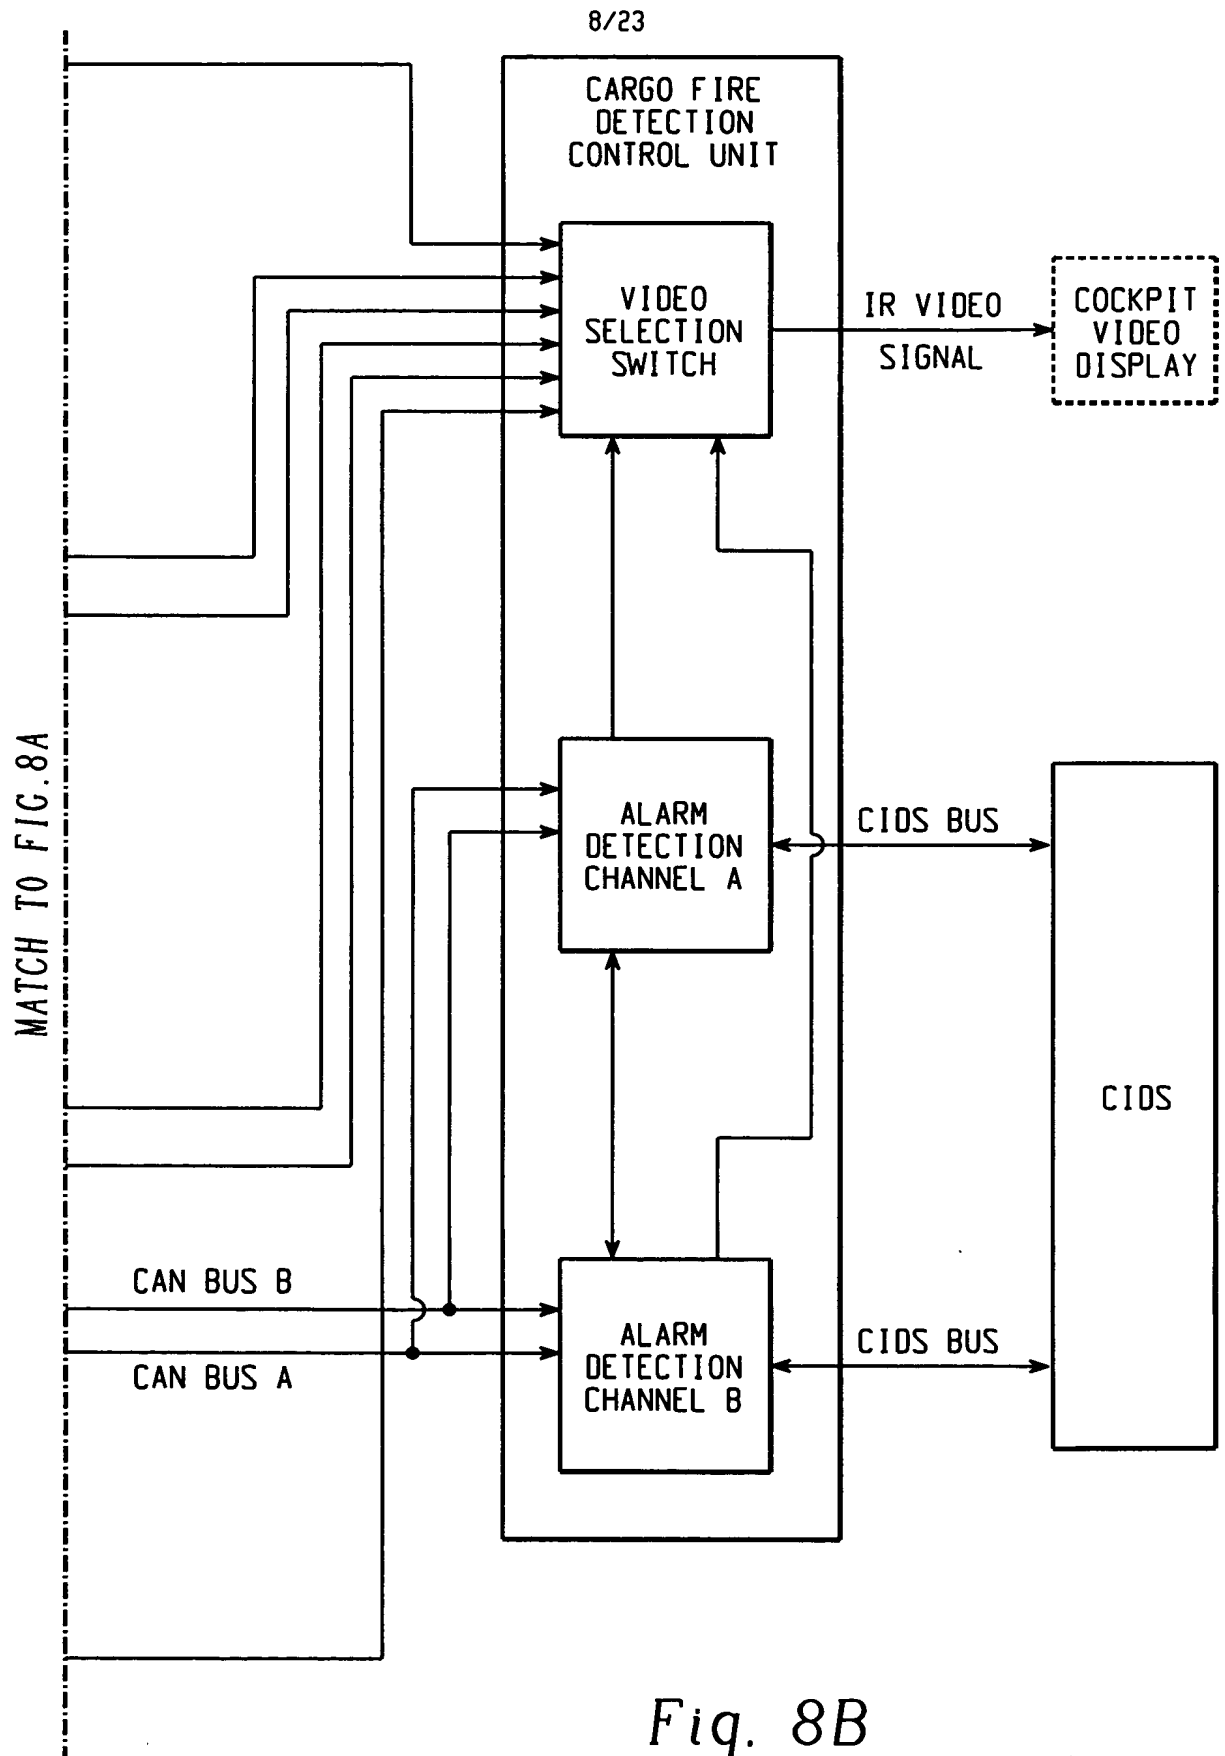 8/23
CARGO FIRE
DETECTION
CONTROL UNIT
VIDEO
SELECTION
SWITCH
IR VIDEO
SIGNAL
COCKPIT
VIDEO
DISPLAY
MATCH TO FIG.8A
ALARM
DETECTION
CHANNEL A
CIDS BUS
CIDS
CAN BUS B
CAN BUS A
ALARM
DETECTION
CHANNEL B
CIDS BUS
Fig. 8B